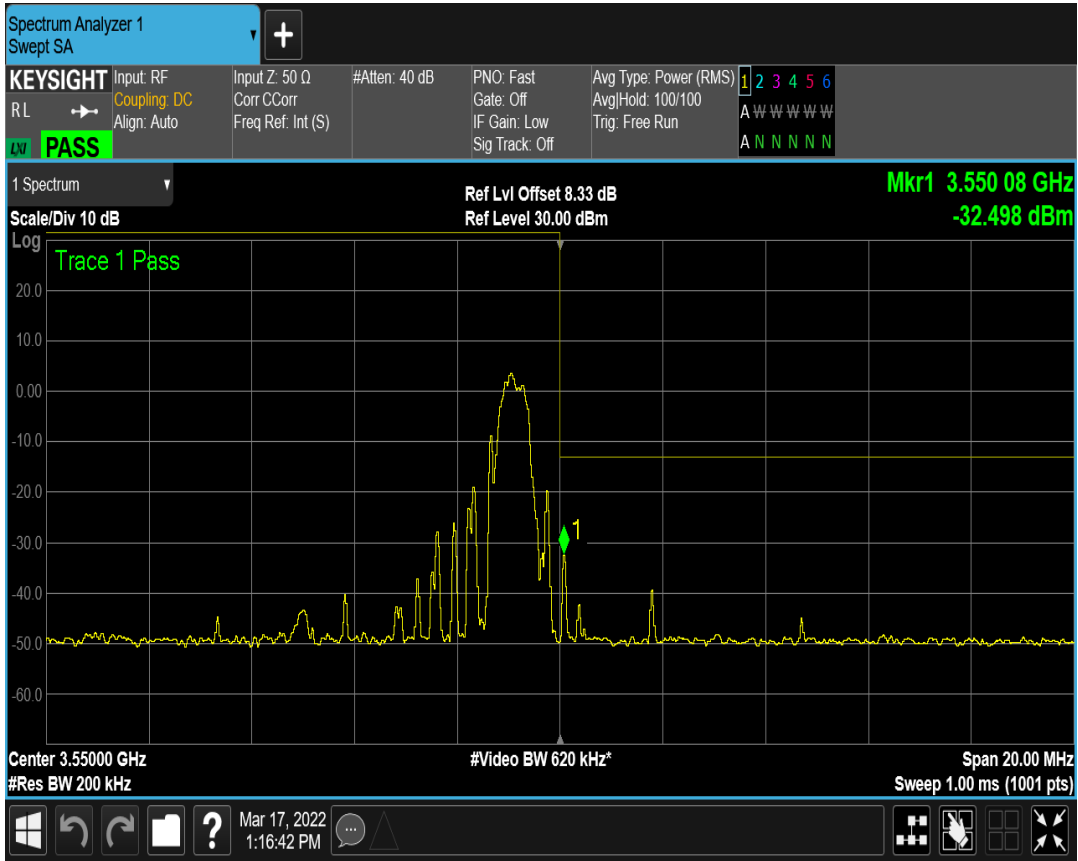 Spectrum Analyzer 1
Swept SA
+
KEYSIGHT
R L
LXI PASS
Input: RF
Coupling: DC
Align: Auto
Input Z: 50 Ω
Corr CCorr
Freq Ref: Int (S)
#Atten: 40 dB
PNO: Fast
Gate: Off
IF Gain: Low
Sig Track: Off
Avg Type: Power (RMS)
Avg|Hold: 100/100
Trig: Free Run
1 2 3 4 5 6
A W W W W W
A N N N N N
1 Spectrum
Scale/Div 10 dB
Ref Lvl Offset 8.33 dB
Ref Level 30.00 dBm
Mkr1 3.550 08 GHz
-32.498 dBm
Log
Trace 1 Pass
20.0
10.0
0.00
-10.0
-20.0
-30.0
-40.0
-50.0
-60.0
1
Center 3.55000 GHz
#Res BW 200 kHz
#Video BW 620 kHz*
Span 20.00 MHz
Sweep 1.00 ms (1001 pts)
?
Mar 17, 2022
1:16:42 PM